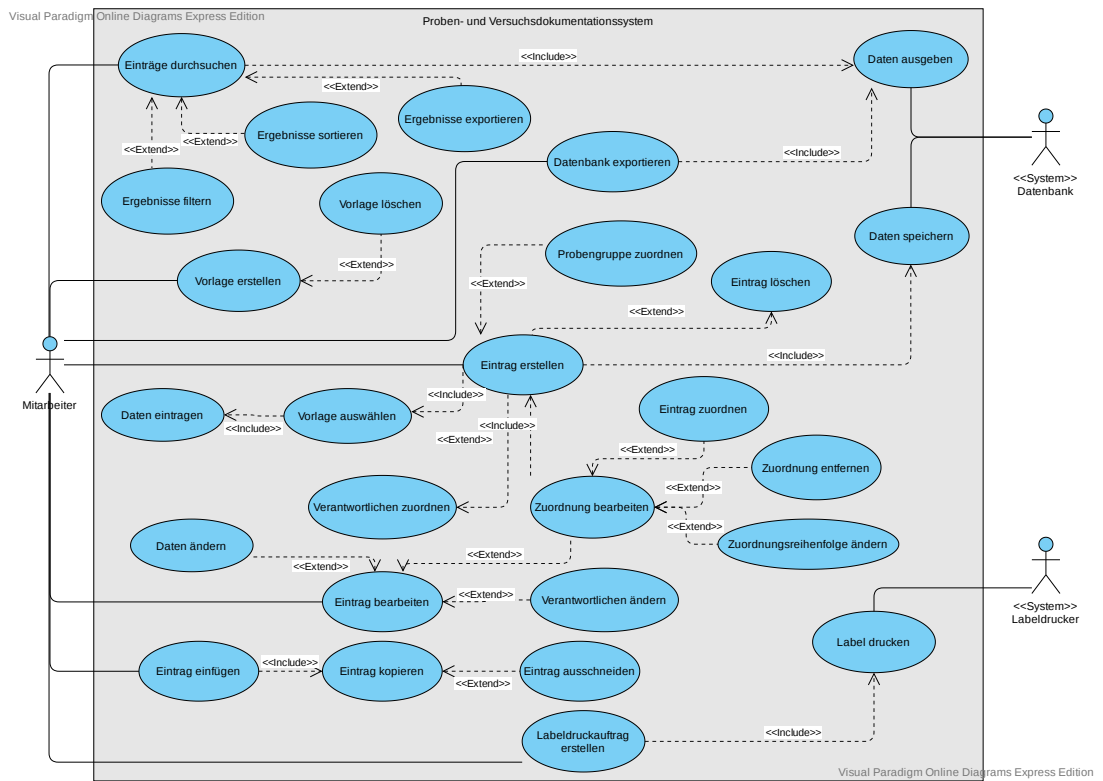 Visual Paradigm Online Diagrams Express Edition
Proben- und Versuchsdokumentationssystem
Einträge durchsuchen
<<Include>>
Daten ausgeben
<<Extend>>
Ergebnisse exportieren
Ergebnisse sortieren
<<Extend>>
<<Extend>>
Datenbank exportieren
<<Include>>
<<System>>
Datenbank
Ergebnisse filtern
Vorlage löschen
Daten speichern
Probengruppe zuordnen
<<Extend>>
Vorlage erstellen
<<Extend>>
Eintrag löschen
<<Extend>>
<<Include>>
Eintrag erstellen
Mitarbeiter
<<Include>>
Daten eintragen
<<Include>>
Vorlage auswählen
<<Extend>>
<<Include>>
Eintrag zuordnen
<<Extend>>
Zuordnung entfernen
<<Extend>>
Verantwortlichen zuordnen
Zuordnung bearbeiten
<<Extend>>
Zuordnungsreihenfolge ändern
Daten ändern
<<Extend>>
<<Extend>>
Eintrag bearbeiten
<<Extend>>
Verantwortlichen ändern
<<System>>
Labeldrucker
Label drucken
Eintrag einfügen
<<Include>>
Eintrag kopieren
<<Extend>>
Eintrag ausschneiden
Labeldruckauftrag
erstellen
<<Include>>
Visual Paradigm Online Diagrams Express Edition